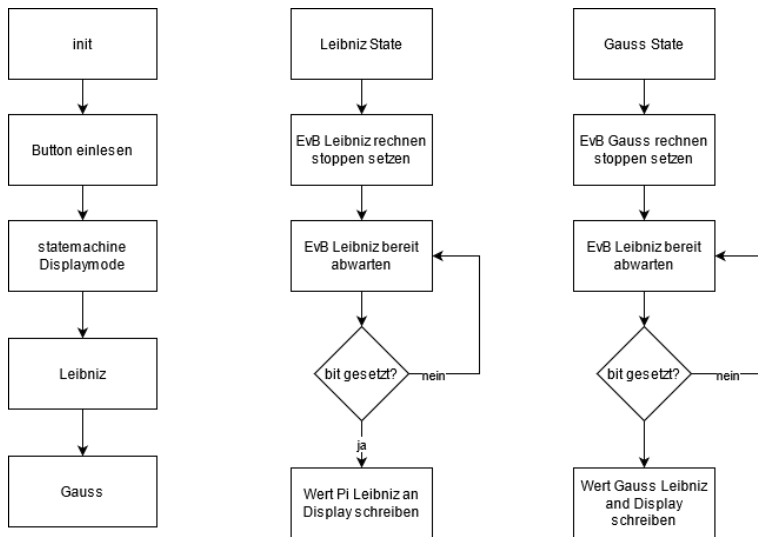 init
Button einlesen
statemachine
Displaymode
Leibniz
Gauss
Leibniz State
EvB Leibniz rechnen
stoppen setzen
EvB Leibniz bereit
abwarten
bit gesetzt?
nein
ja
Wert Pi Leibniz an
Display schreiben
Gauss State
EvB Gauss rechnen
stoppen setzen
EvB Leibniz bereit
abwarten
bit gesetzt?
nein
Wert Gauss Leibniz
and Display
schreiben